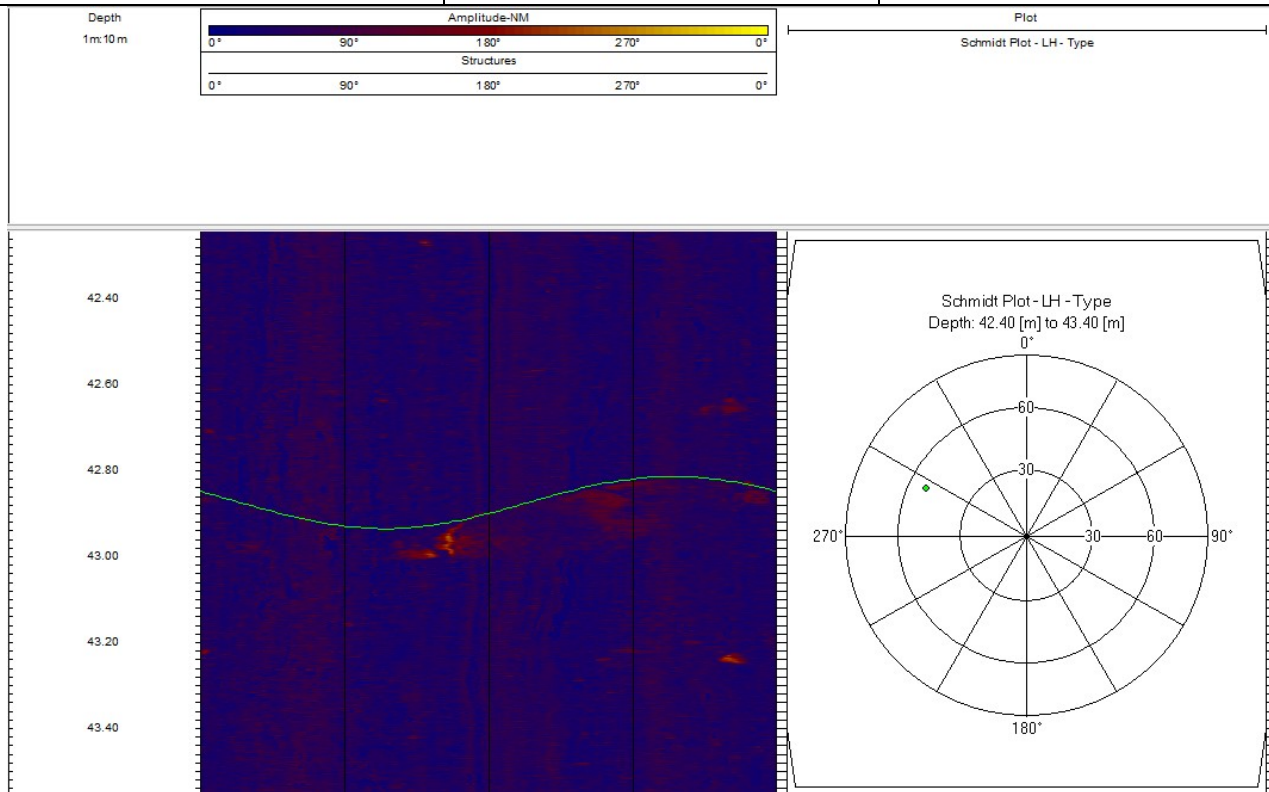 Depth
1m:10m
Amplitude-NM
0° 90° 180° 270° 0°
Structures
0° 90° 180° 270° 0°
Plot
Schmidt Plot - LH - Type
42.40
42.60
42.80
43.00
43.20
43.40
Schmidt Plot - LH - Type
Depth: 42.40 [m] to 43.40 [m]
0°
60
30
270° 30 60 90°
180°